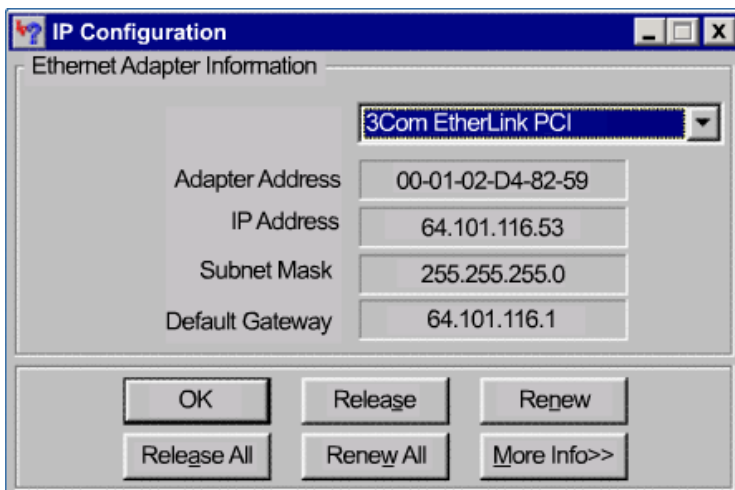 IP Configuration
Ethernet Adapter Information
3Com EtherLink PCI
Adapter Address 00-01-02-D4-82-59
IP Address 64.101.116.53
Subnet Mask 255.255.255.0
Default Gateway 64.101.116.1
OK Release Renew
Release All Renew All More Info>>